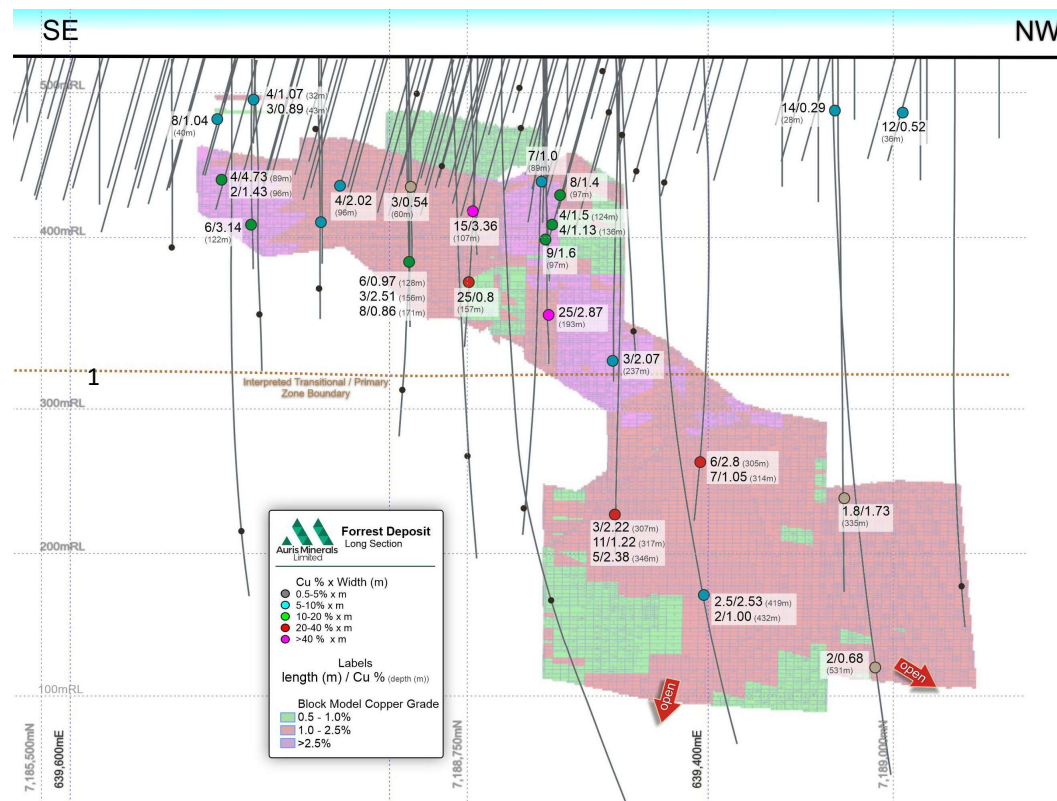 SE
NW
500mRL
4/1.07 (32m)
3/0.89 (43m)
8/1.04
(40m)
14/0.29
(28m)
12/0.52
(36m)
7/1.0
(89m)
4/4.73 (89m)
2/1.43 (96m)
8/1.4
(97m)
4/2.02
(96m)
3/0.54
(60m)
15/3.36
(107m)
4/1.5 (124m)
4/1.13 (136m)
6/3.14
(122m)
400mRL
9/1.6
(97m)
6/0.97 (128m)
3/2.51 (156m)
8/0.86 (171m)
25/0.8
(157m)
25/2.87
(193m)
3/2.07
(237m)
1
Interpreted Transitional / Primary
Zone Boundary
300mRL
6/2.8 (305m)
7/1.05 (314m)
1.8/1.73
(335m)
3/2.22 (307m)
11/1.22 (317m)
5/2.38 (346m)
200mRL
2.5/2.53 (419m)
2/1.00 (432m)
2/0.68
(531m)
open
open
100mRL
Auris Minerals
Limited
Forrest Deposit
Long Section
Cu % x Width (m)
0.5-5% x m
5-10% x m
10-20 % x m
20-40 % x m
>40 % x m
Labels
length (m) / Cu % (depth (m))
Block Model Copper Grade
0.5 - 1.0%
1.0 - 2.5%
>2.5%
7,185,500mN
639,600mE
7,188,750mN
639,400mE
7,189,000mN